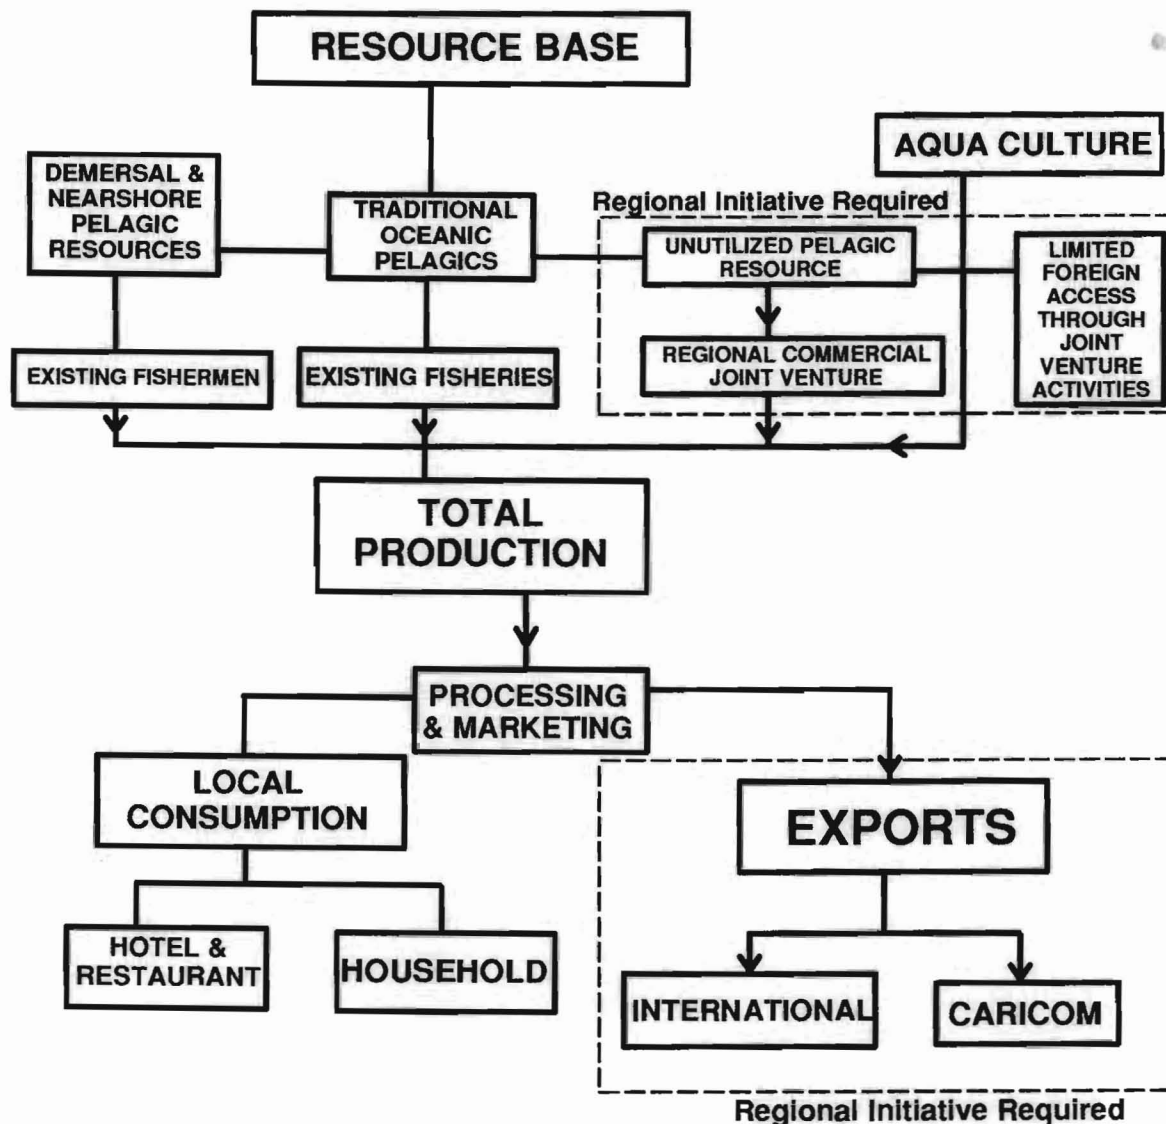 RESOURCE BASE
AQUA CULTURE
DEMERSAL &
NEARSHORE
PELAGIC
RESOURCES
TRADITIONAL
OCEANIC
PELAGICS
Regional Initiative Required
UNUTILIZED PELAGIC
RESOURCE
LIMITED
FOREIGN
ACCESS
THROUGH
JOINT
VENTURE
ACTIVITIES
EXISTING FISHERMEN
EXISTING FISHERIES
REGIONAL COMMERCIAL
JOINT VENTURE
TOTAL
PRODUCTION
PROCESSING
& MARKETING
LOCAL
CONSUMPTION
EXPORTS
HOTEL &
RESTAURANT
HOUSEHOLD
INTERNATIONAL
CARICOM
Regional Initiative Required